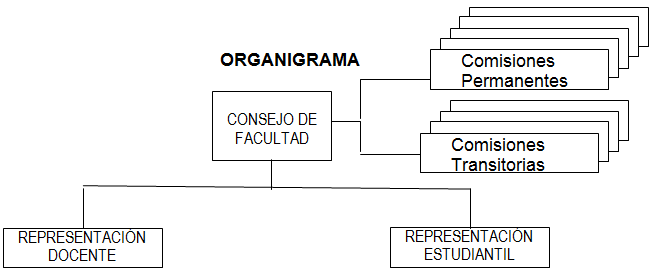 ORGANIGRAMA
Comisiones
Permanentes
CONSEJO DE
FACULTAD
Comisiones
Transitorias
REPRESENTACIÓN
DOCENTE
REPRESENTACIÓN
ESTUDIANTIL